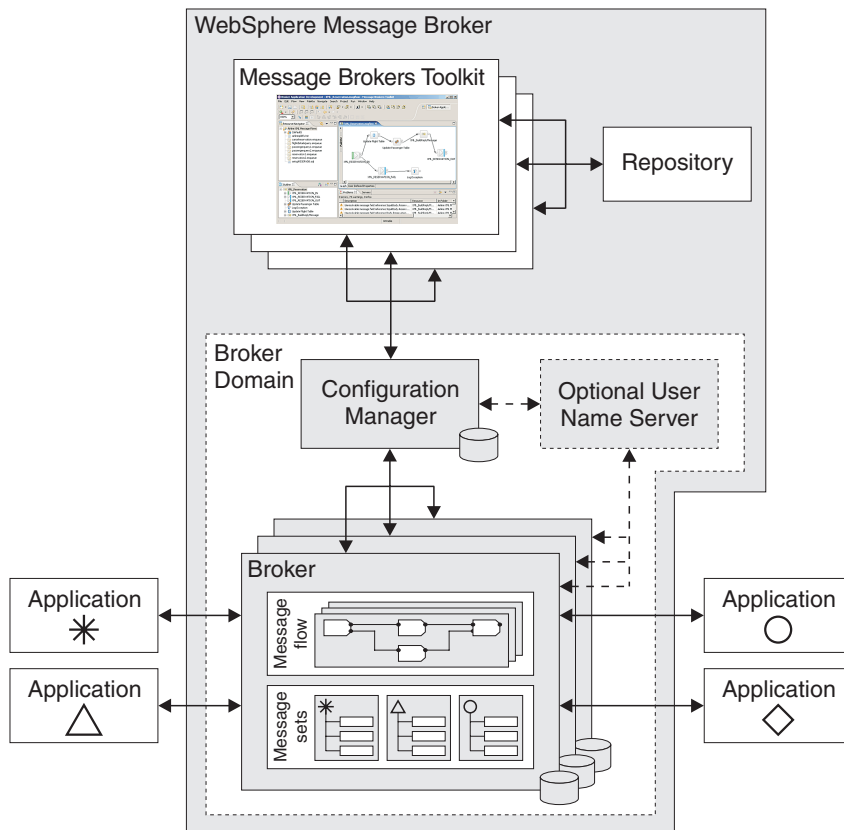 WebSphere Message Broker
Message Brokers Toolkit
Repository
Broker
Domain
Configuration
Manager
Optional User
Name Server
Broker
Application
Application
Message
flow
Application
Application
Message
sets